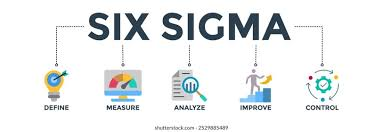 SIX SIGMA
DEFINE
MEASURE
ANALYZE
IMPROVE
CONTROL
shutterstock.com · 2529885489